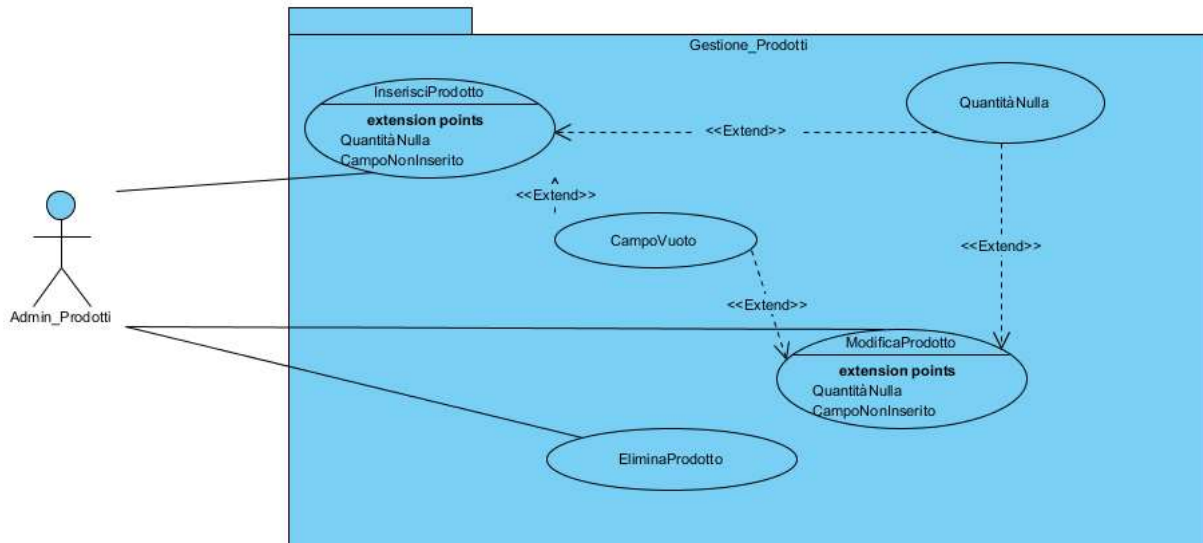 Gestione_Prodotti
InserisciProdotto
extension points
QuantitàNulla
CampoNonInserito
<<Extend>>
QuantitàNulla
<<Extend>>
CampoVuoto
<<Extend>>
<<Extend>>
Admin_Prodotti
ModificaProdotto
extension points
QuantitàNulla
CampoNonInserito
EliminaProdotto